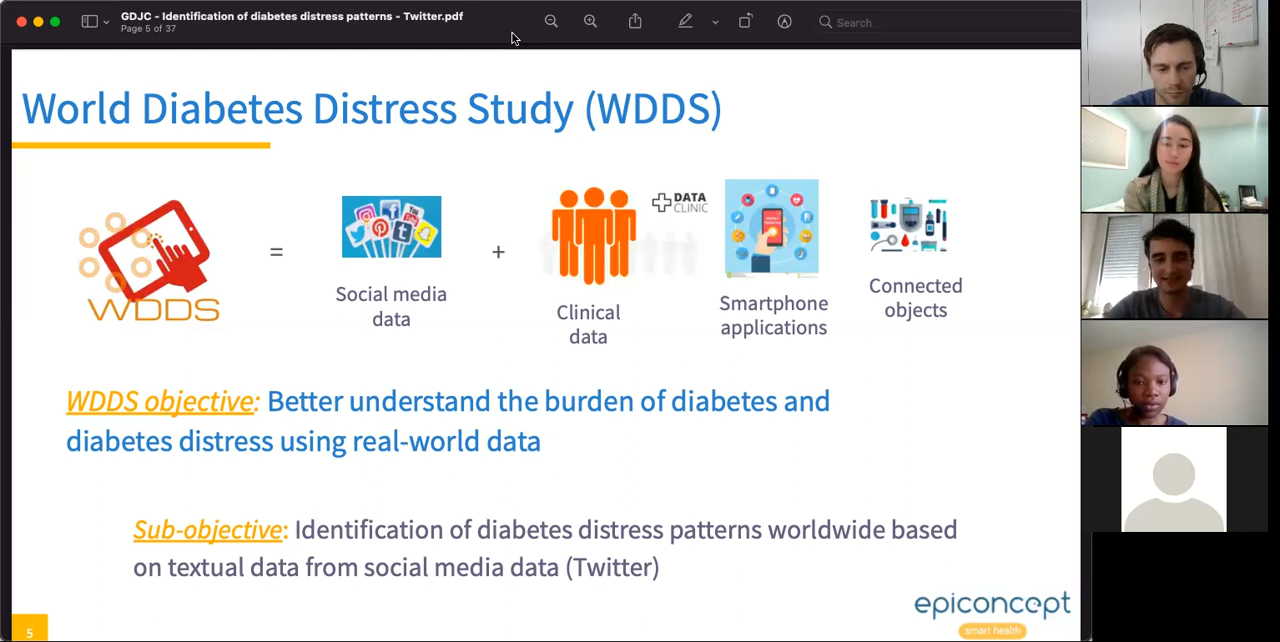 GDJC - Identification of diabetes distress patterns - Twitter.pdf
Page 5 of 37
Search
World Diabetes Distress Study (WDDS)
WDDS
=
Social media
data
+
DATA
CLINIC
Clinical
data
Smartphone
applications
Connected
objects
WDDS objective: Better understand the burden of diabetes and
diabetes distress using real-world data
Sub-objective: Identification of diabetes distress patterns worldwide based
on textual data from social media data (Twitter)
epiconcept
smart health
5